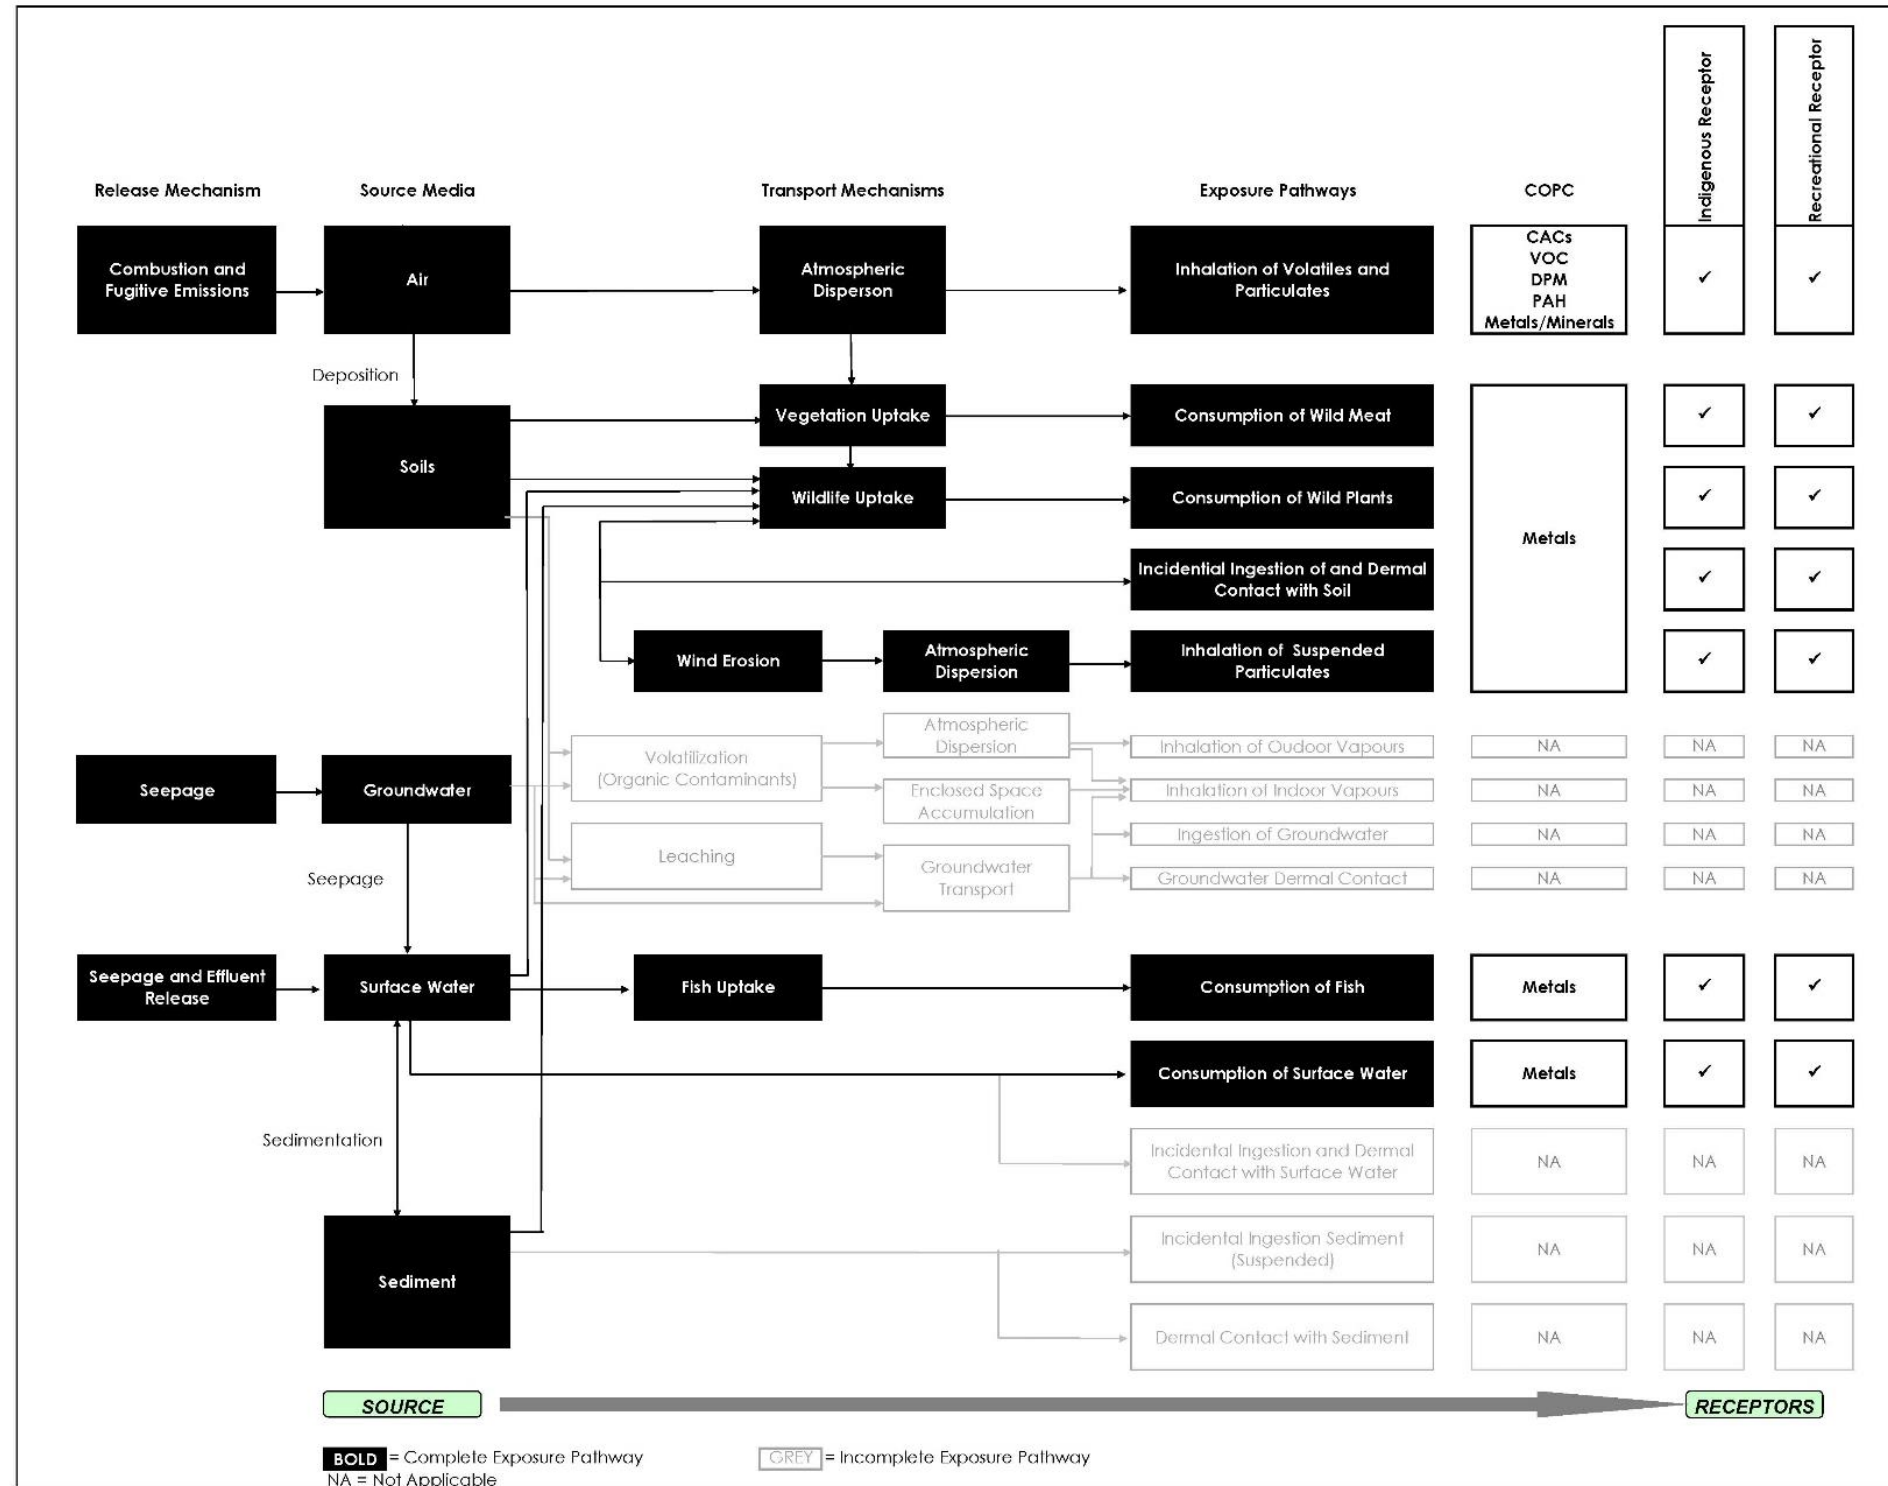 Indigenous Receptor
Recreational Receptor
Release Mechanism
Source Media
Transport Mechanisms
Exposure Pathways
COPC
Combustion and
Fugitive Emissions
Air
Atmospheric
Disperson
Inhalation of Volatiles and
Particulates
CACs
VOC
DPM
PAH
Metals/Minerals
✓
✓
Deposition
Soils
Vegetation Uptake
Consumption of Wild Meat
✓
✓
Wildlife Uptake
Consumption of Wild Plants
Metals
✓
✓
Incidential Ingestion of and Dermal
Contact with Soil
✓
✓
Wind Erosion
Atmospheric
Dispersion
Inhalation of Suspended
Particulates
✓
✓
Seepage
Groundwater
Volatilization
(Organic Contaminants)
Atmospheric
Dispersion
Inhalation of Oudoor Vapours
NA
NA
NA
Enclosed Space
Accumulation
Inhalation of Indoor Vapours
NA
NA
NA
Leaching
Ingestion of Groundwater
NA
NA
NA
Groundwater
Transport
Groundwater Dermal Contact
NA
NA
NA
Seepage
Seepage and Effluent
Release
Surface Water
Fish Uptake
Consumption of Fish
Metals
✓
✓
Consumption of Surface Water
Metals
✓
✓
Sedimentation
Incidental Ingestion and Dermal
Contact with Surface Water
NA
NA
NA
Sediment
Incidental Ingestion Sediment
(Suspended)
NA
NA
NA
Dermal Contact with Sediment
NA
NA
NA
SOURCE
RECEPTORS
BOLD = Complete Exposure Pathway
GREY = Incomplete Exposure Pathway
NA = Not Applicable